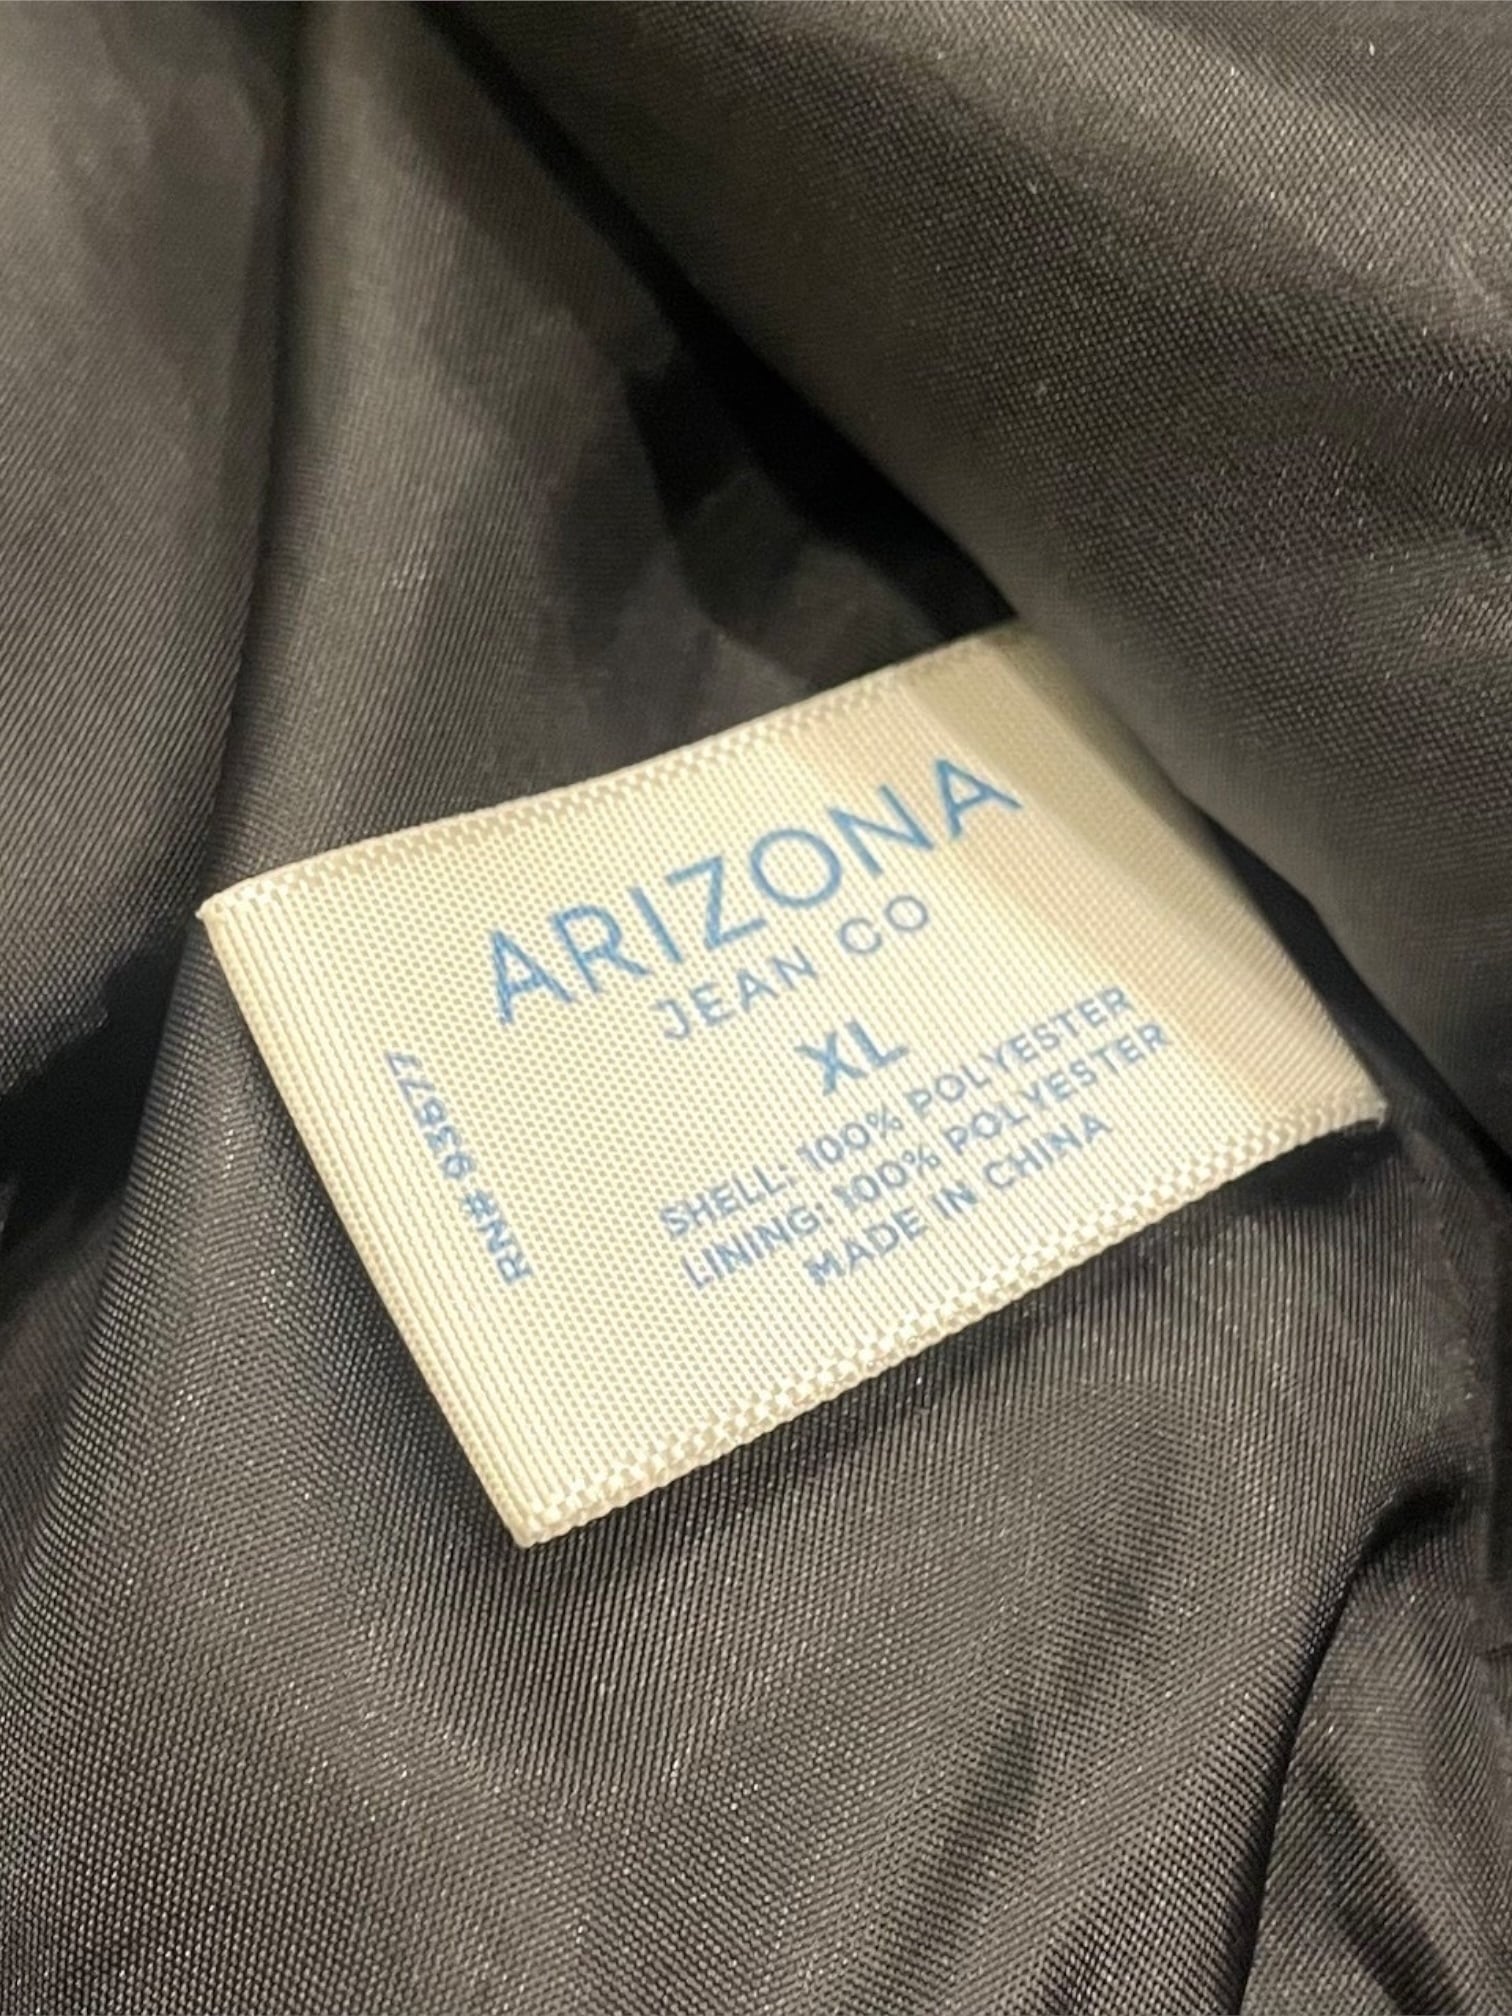 ARIZONA
JEAN CO
XL
SHELL: 100% POLYESTER
LINING: 100% POLYESTER
MADE IN CHINA
RN# 93677